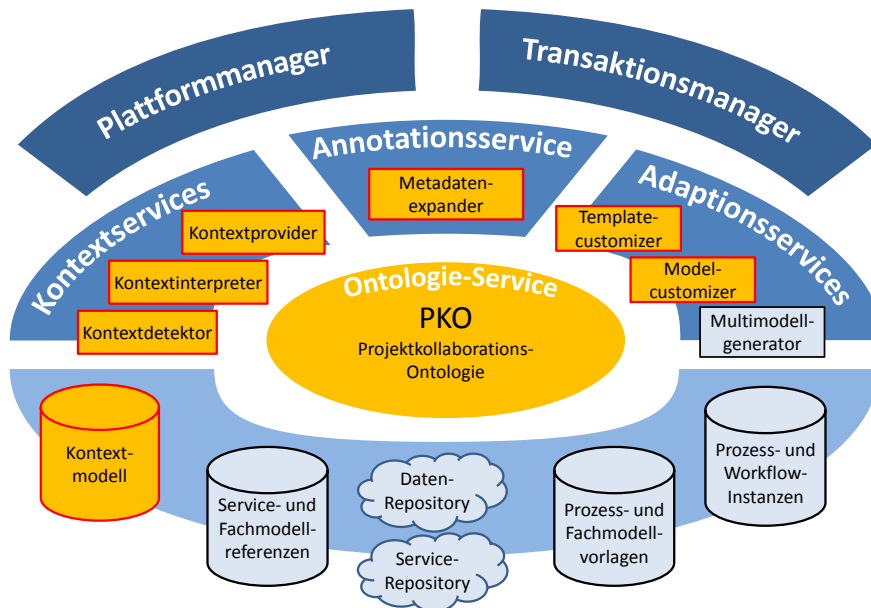 Plattformmanager
Transaktionsmanager
Annotationsservice
Metadaten-
expander
Kontextservices
Kontextprovider
Kontextinterpreter
Kontextdetektor
Adaptionsservices
Template-
customizer
Model-
customizer
Multimodell-
generator
Ontologie-Service
PKO
Projektkollaborations-
Ontologie
Kontext-
modell
Service- und
Fachmodell-
referenzen
Daten-
Repository
Service-
Repository
Prozess- und
Fachmodell-
vorlagen
Prozess- und
Workflow-
Instanzen